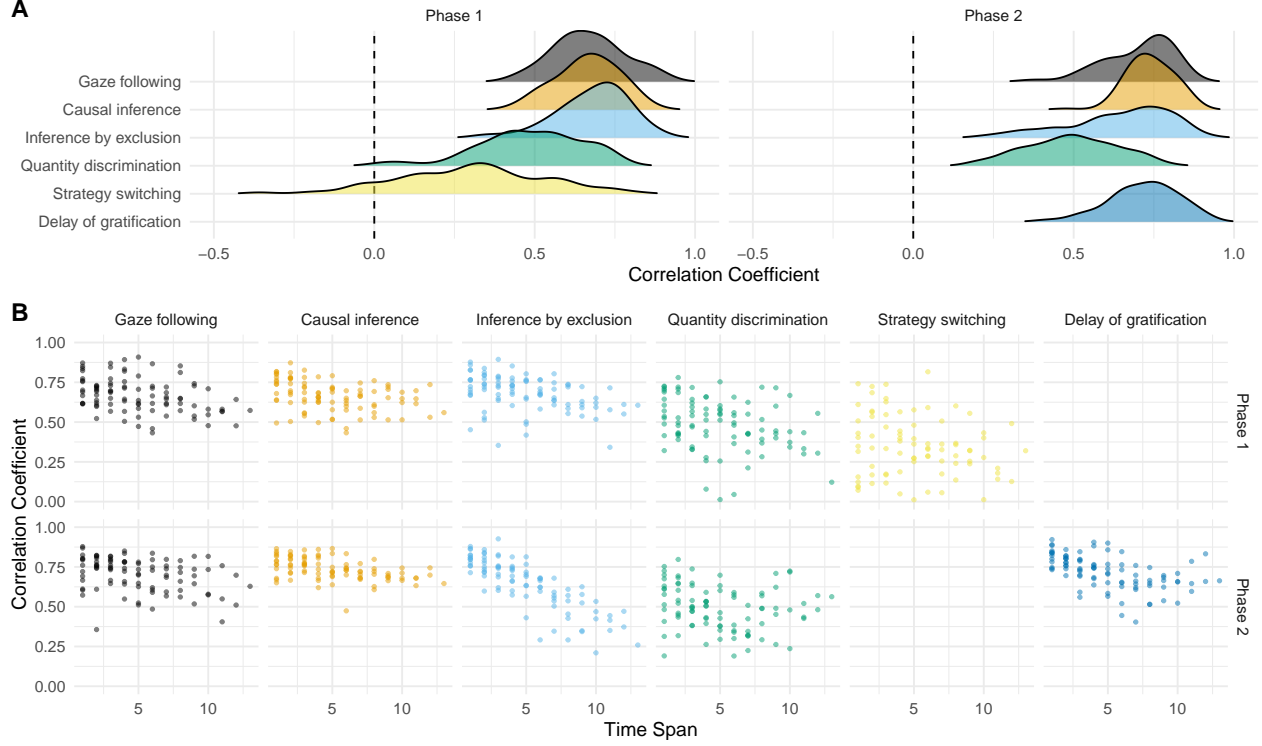 A
Phase 1 Phase 2
Gaze following
Causal inference
Inference by exclusion
Quantity discrimination
Strategy switching
Delay of gratification
−0.5 0.0 0.5 1.0 −0.5 0.0 0.5 1.0
Correlation Coefficient
B
Gaze following Causal inference Inference by exclusion Quantity discrimination Strategy switching Delay of gratification
Correlation Coefficient
1.00
0.75
0.50
0.25
0.00
Phase 1
1.00
0.75
0.50
0.25
0.00
Phase 2
5 10 5 10 5 10 5 10 5 10 5 10
Time Span